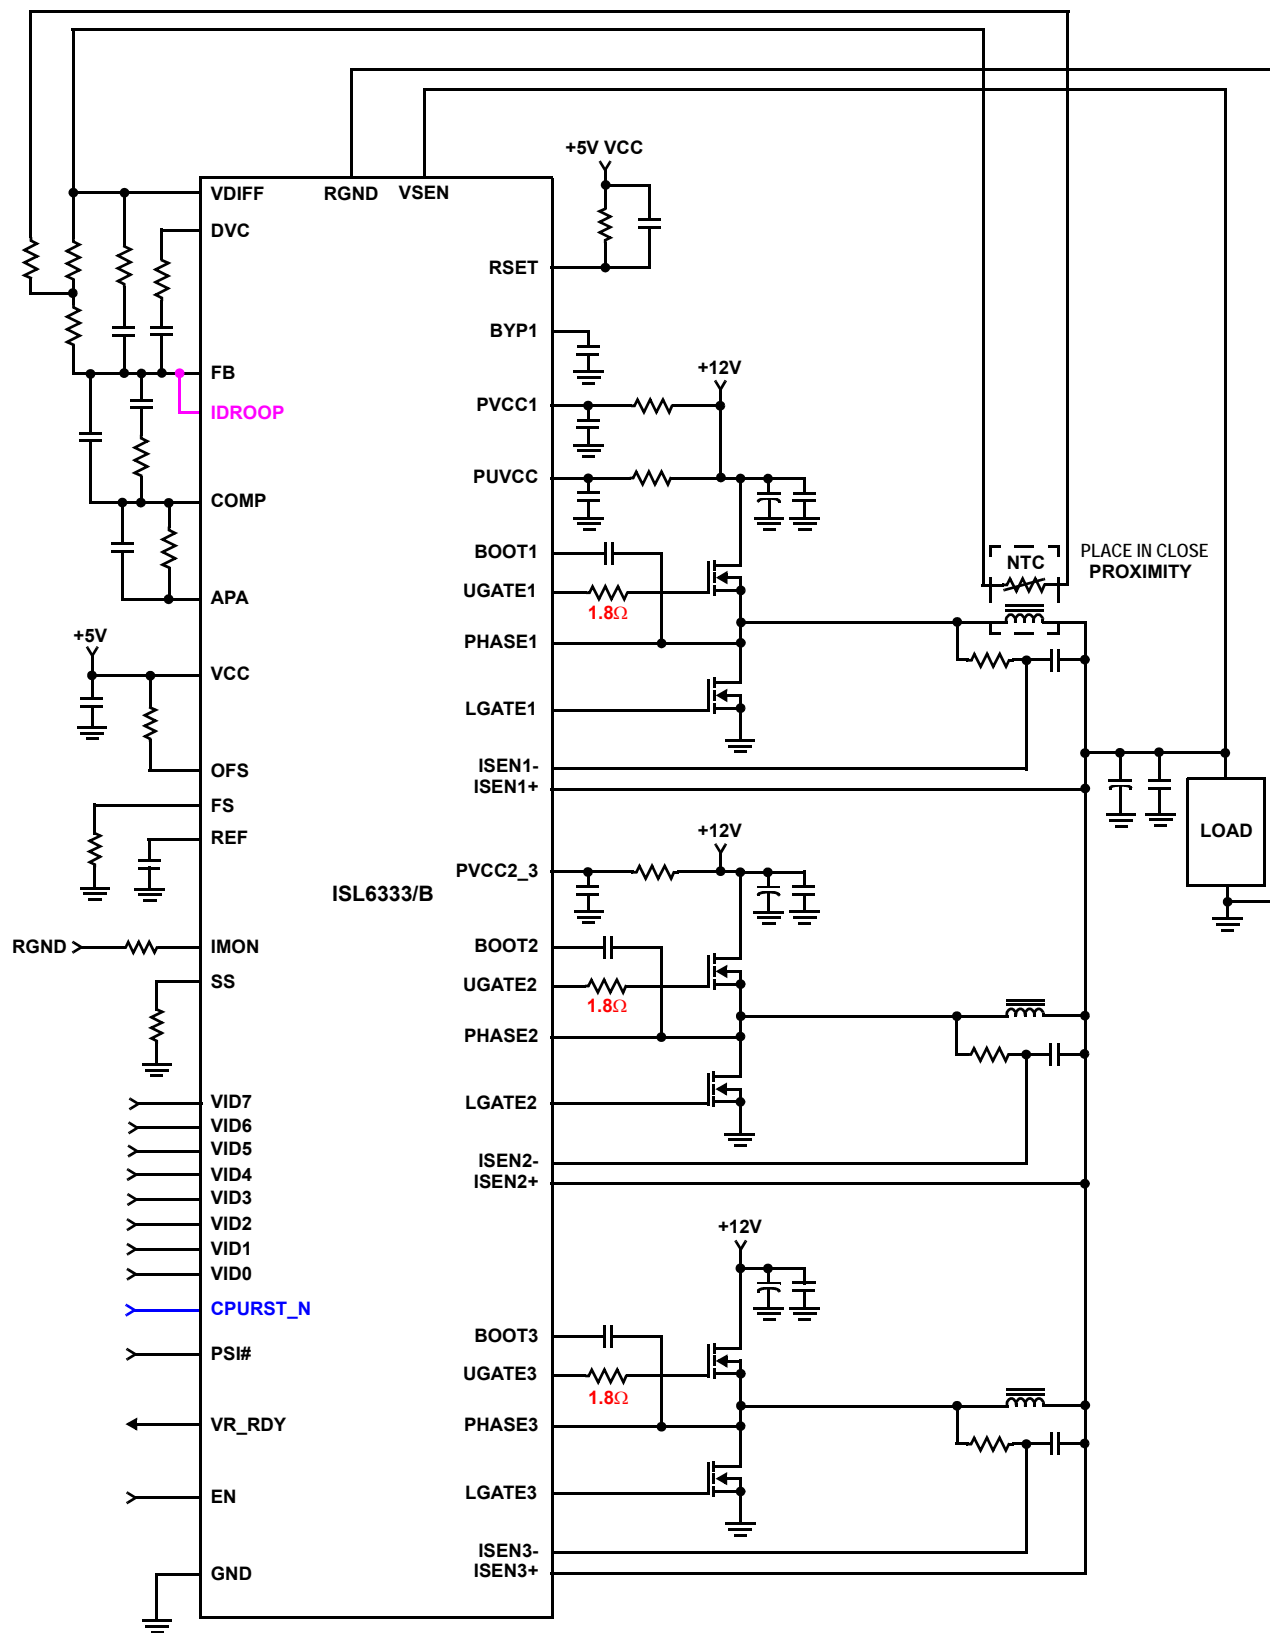 +5V VCC
VDIFF
RGND
VSEN
DVC
RSET
BYP1
+12V
FB
IDROOP
PVCC1
PUVCC
COMP
BOOT1
NTC
PLACE IN CLOSE
PROXIMITY
UGATE1
1.8Ω
APA
+5V
PHASE1
VCC
LGATE1
OFS
ISEN1-
ISEN1+
FS
REF
+12V
LOAD
PVCC2_3
ISL6333/B
RGND
IMON
BOOT2
SS
UGATE2
1.8Ω
PHASE2
VID7
LGATE2
VID6
VID5
ISEN2-
VID4
ISEN2+
VID3
VID2
+12V
VID1
VID0
CPURST_N
BOOT3
PSI#
UGATE3
1.8Ω
VR_RDY
PHASE3
EN
LGATE3
ISEN3-
ISEN3+
GND